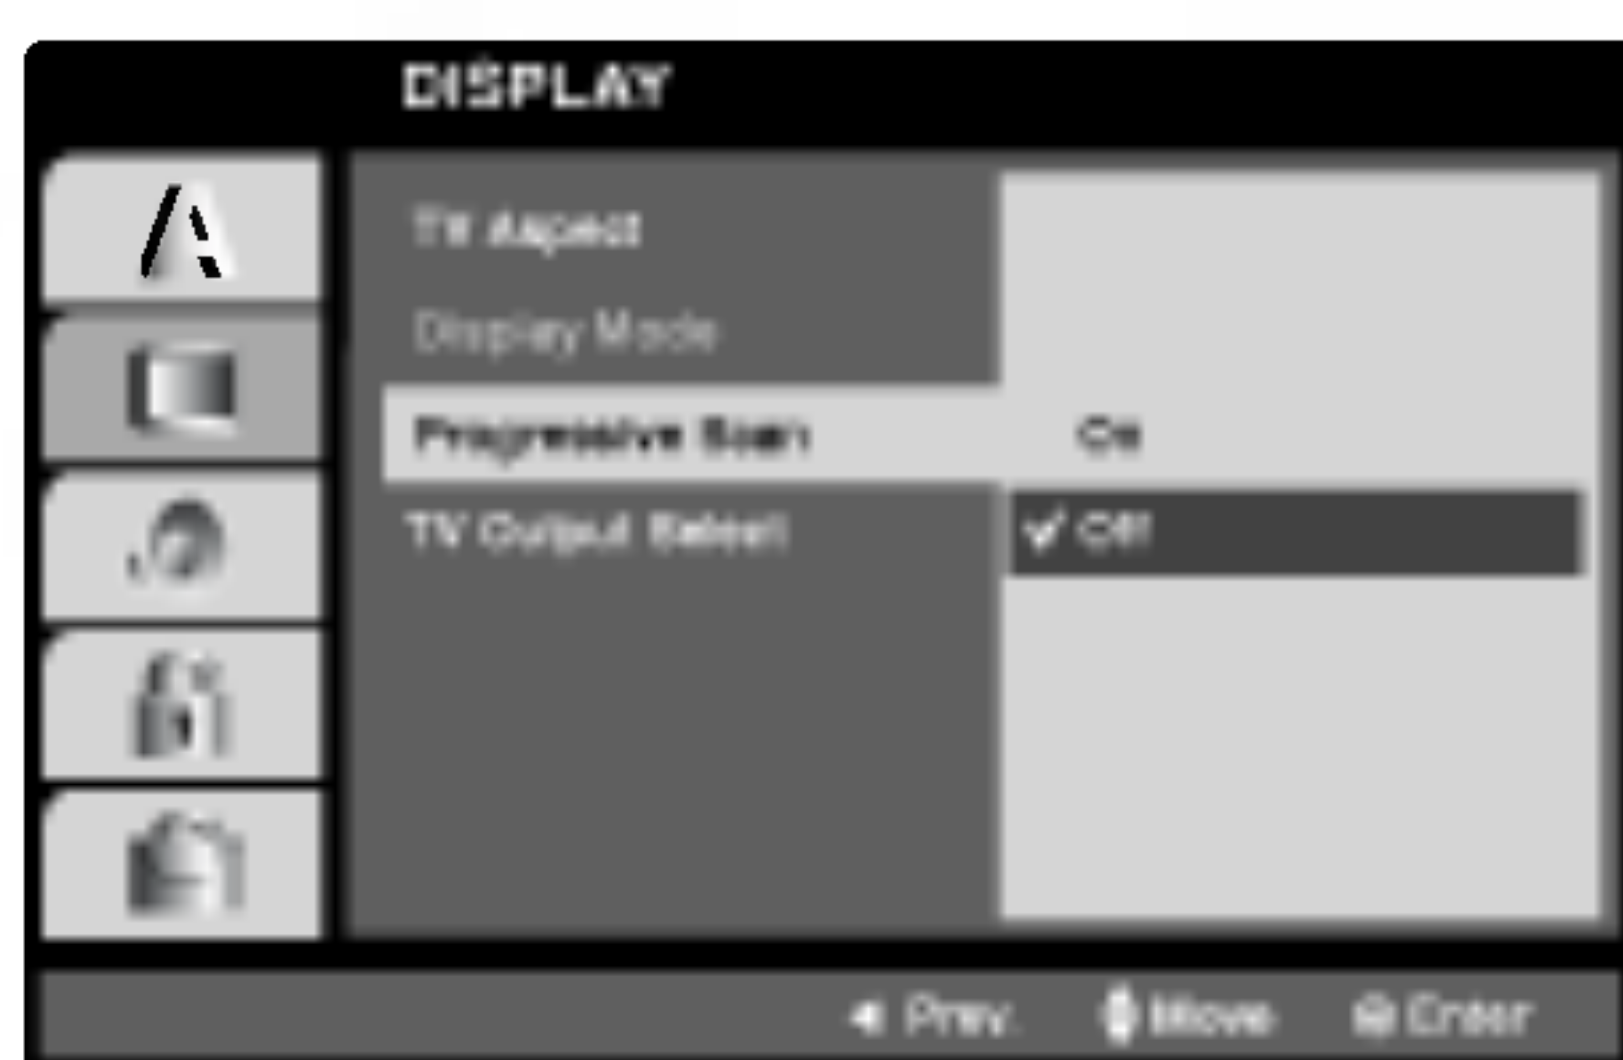 DISPLAY
TV Aspect
Display Mode
Progressive Scan On
TV Output Select Off
Prev. Move Enter